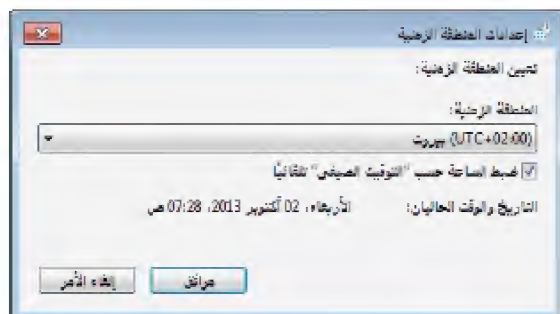 إعدادات المنطقة الزمنية
تعيين المنطقة الزمنية:
المنطقة الزمنية:
(UTC+02:00) بيروت
ضبط الساعة حسب "التوقيت الصيفي" تلقائيًا
التاريخ والوقت الحاليان: الأربعاء، 02 أكتوبر 2013، 07:28 ص
موافق إلغاء الأمر